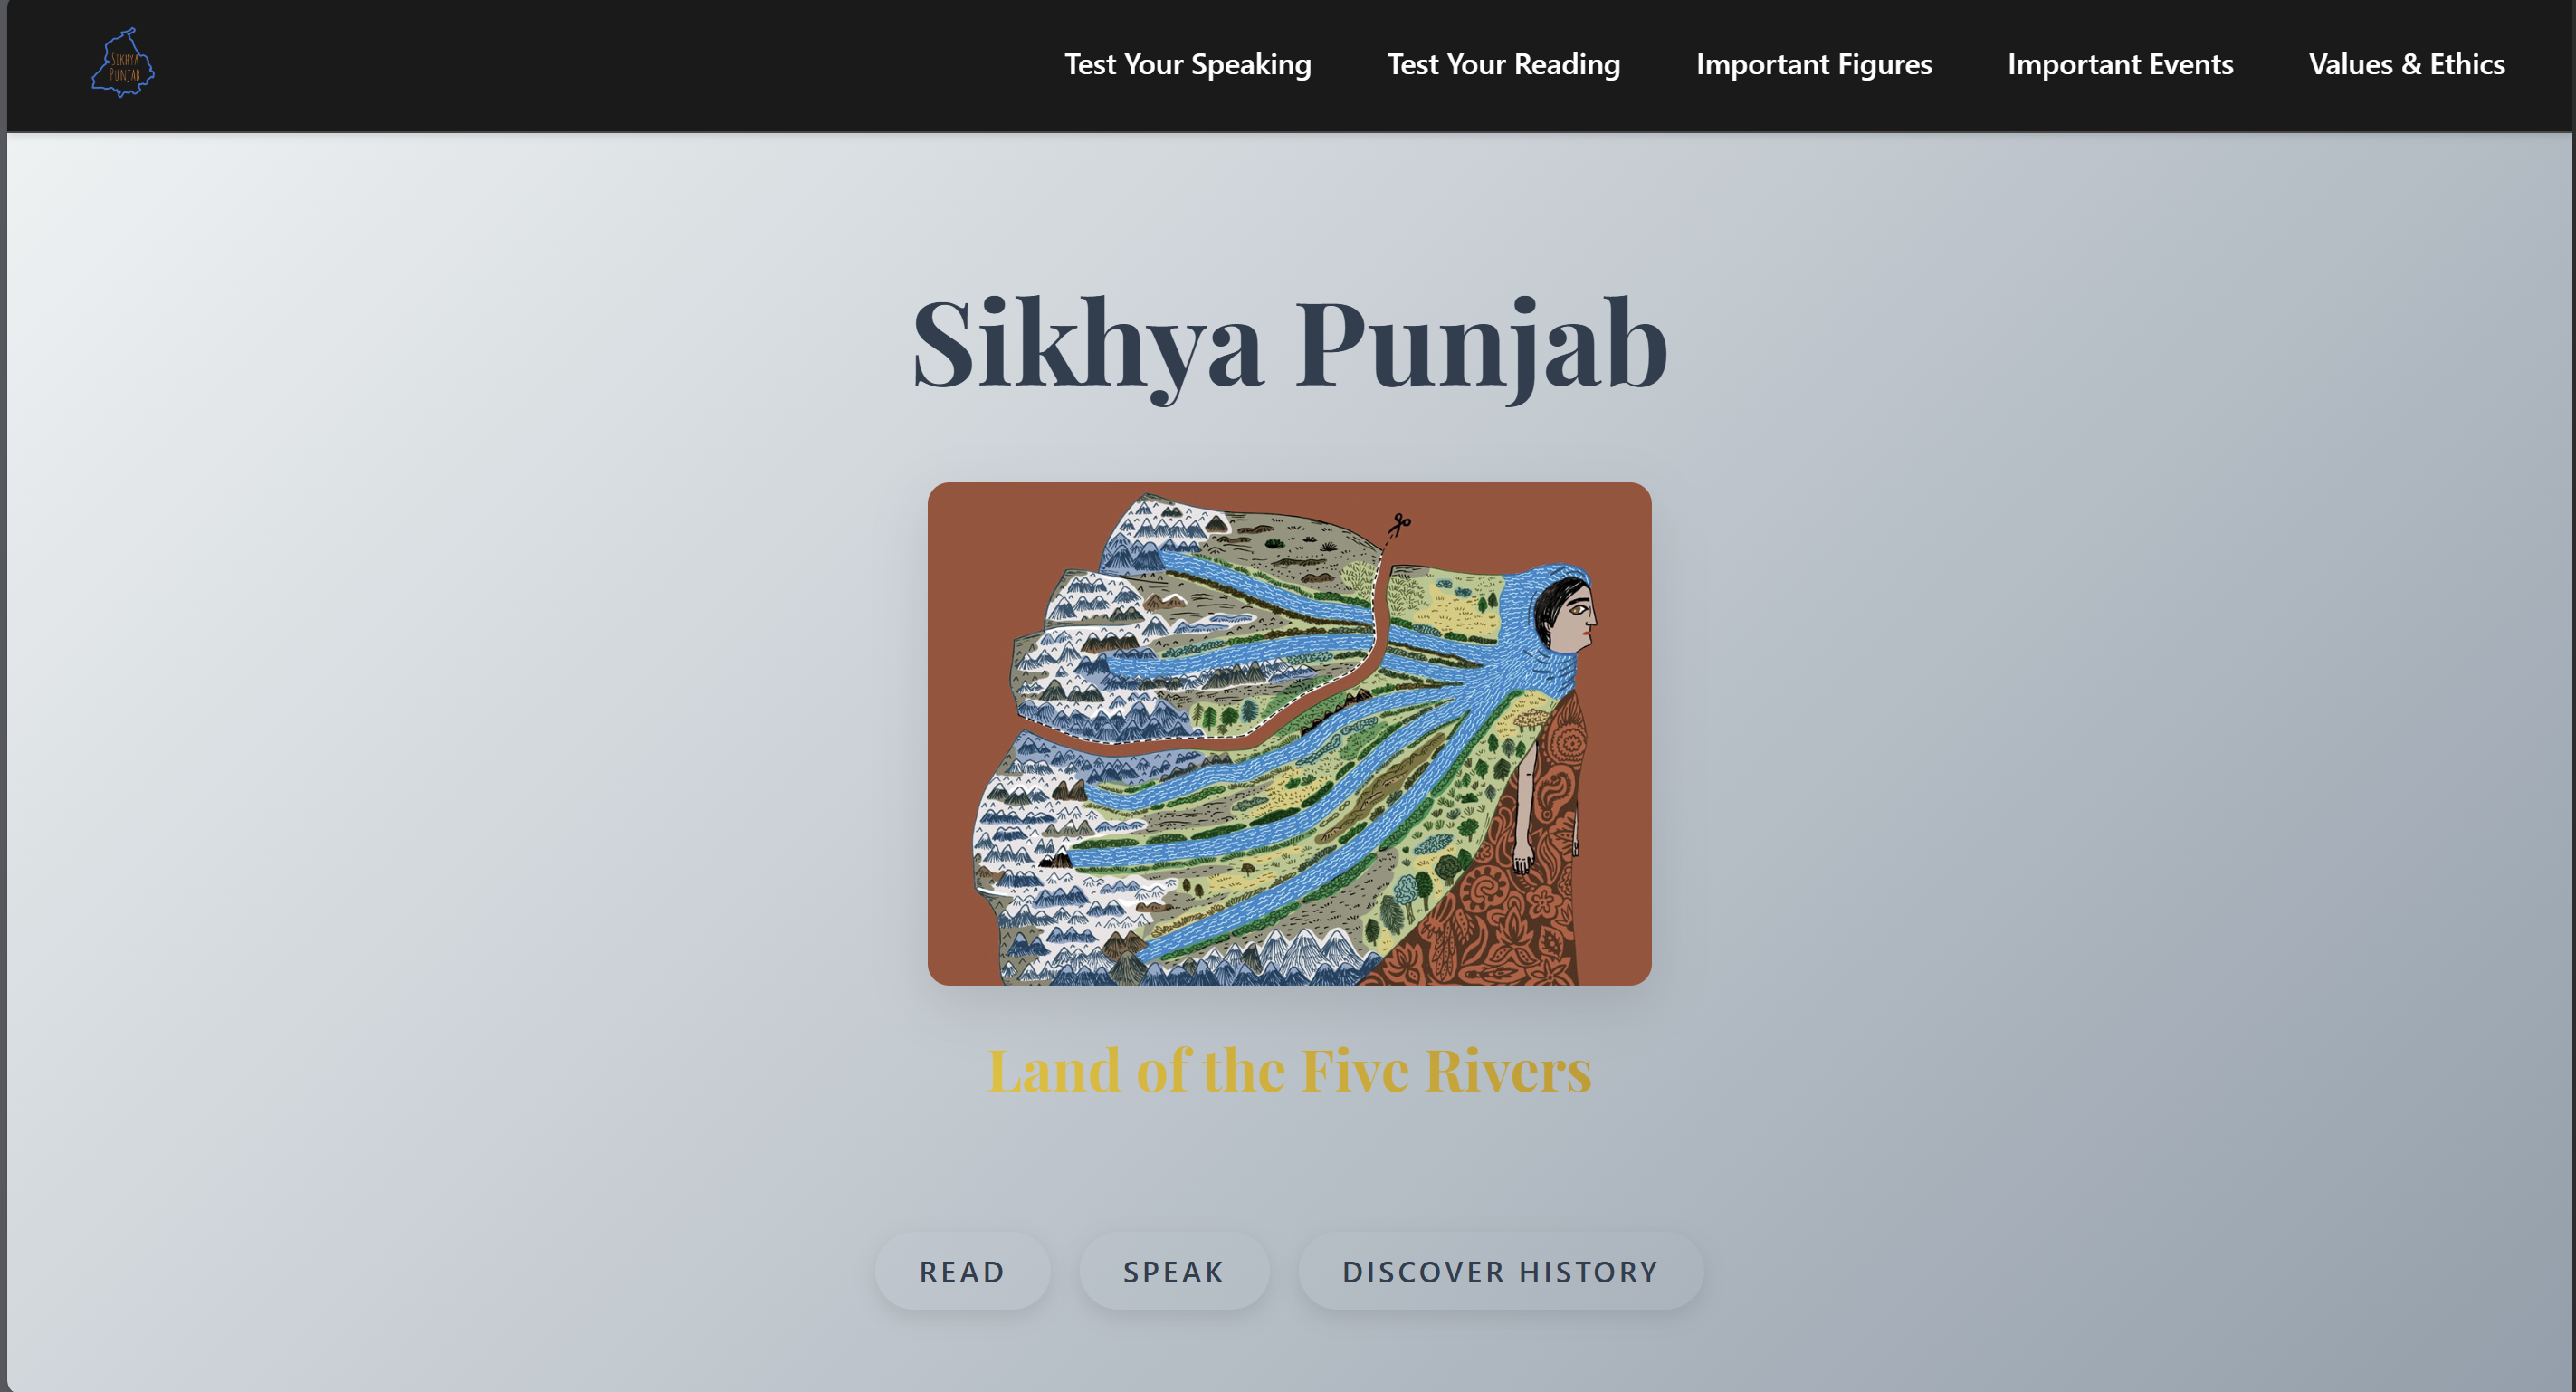 SIKHYA
PUNJAB
Test Your Speaking
Test Your Reading
Important Figures
Important Events
Values & Ethics
Sikhya Punjab
Land of the Five Rivers
READ
SPEAK
DISCOVER HISTORY